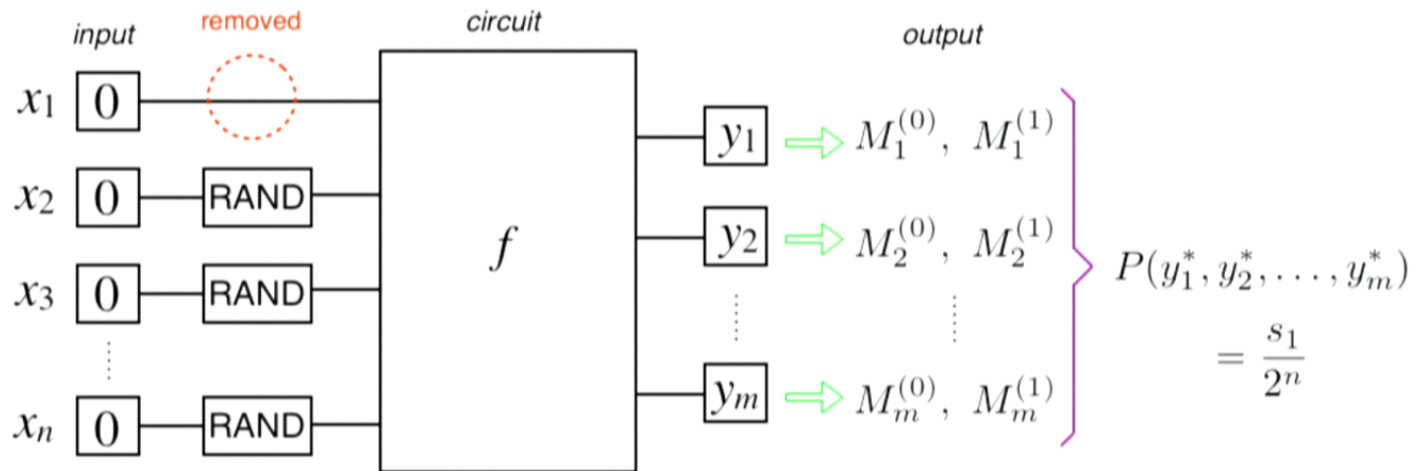 input removed circuit output
x₁ 0 y₁ M₁⁽⁰⁾, M₁⁽¹⁾
x₂ 0 RAND y₂ M₂⁽⁰⁾, M₂⁽¹⁾
f
x₃ 0 RAND
P(y₁*, y₂*, . . . , yₘ*)
= s₁/2ⁿ
xₙ 0 RAND yₘ Mₘ⁽⁰⁾, Mₘ⁽¹⁾